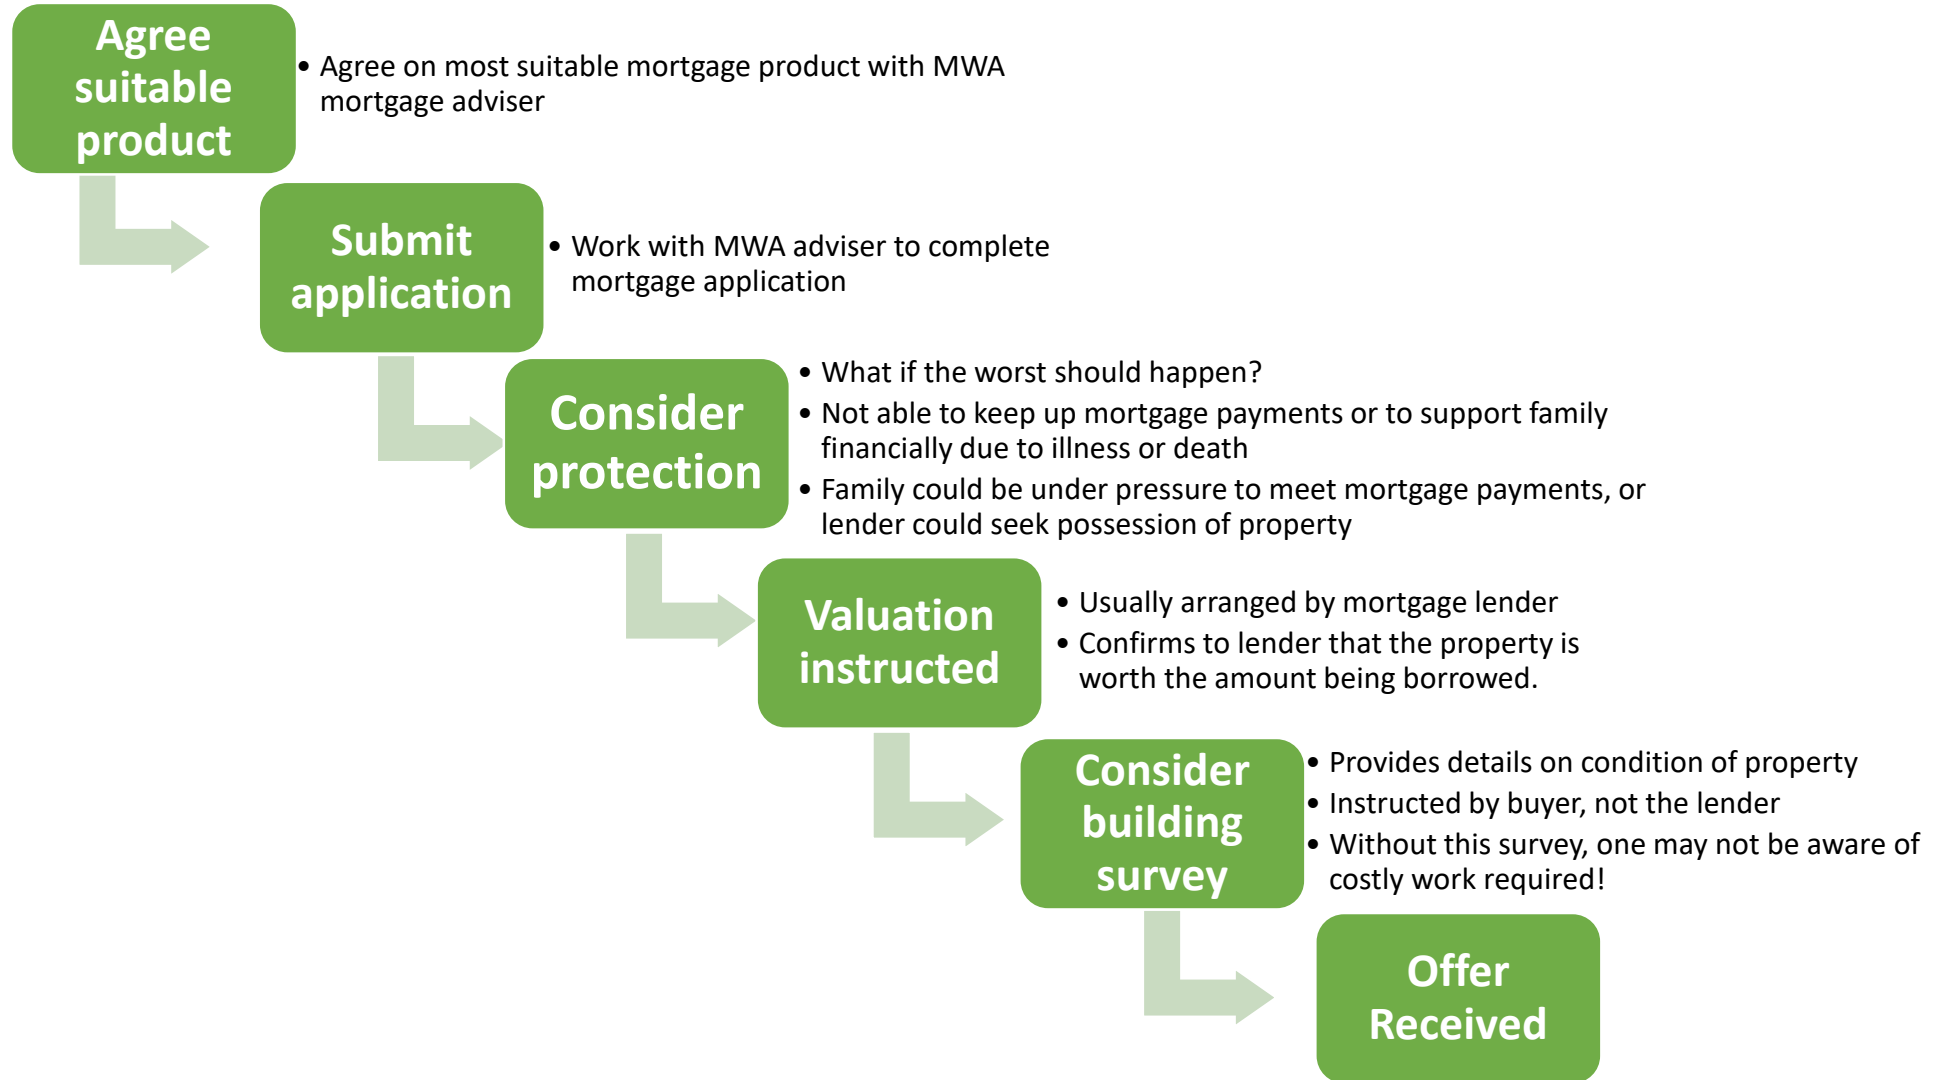 Agree
suitable
product
• Agree on most suitable mortgage product with MWA
mortgage adviser
Submit
application
• Work with MWA adviser to complete
mortgage application
Consider
protection
• What if the worst should happen?
• Not able to keep up mortgage payments or to support family
financially due to illness or death
• Family could be under pressure to meet mortgage payments, or
lender could seek possession of property
Valuation
instructed
• Usually arranged by mortgage lender
• Confirms to lender that the property is
worth the amount being borrowed.
Consider
building
survey
• Provides details on condition of property
• Instructed by buyer, not the lender
• Without this survey, one may not be aware of
costly work required!
Offer
Received